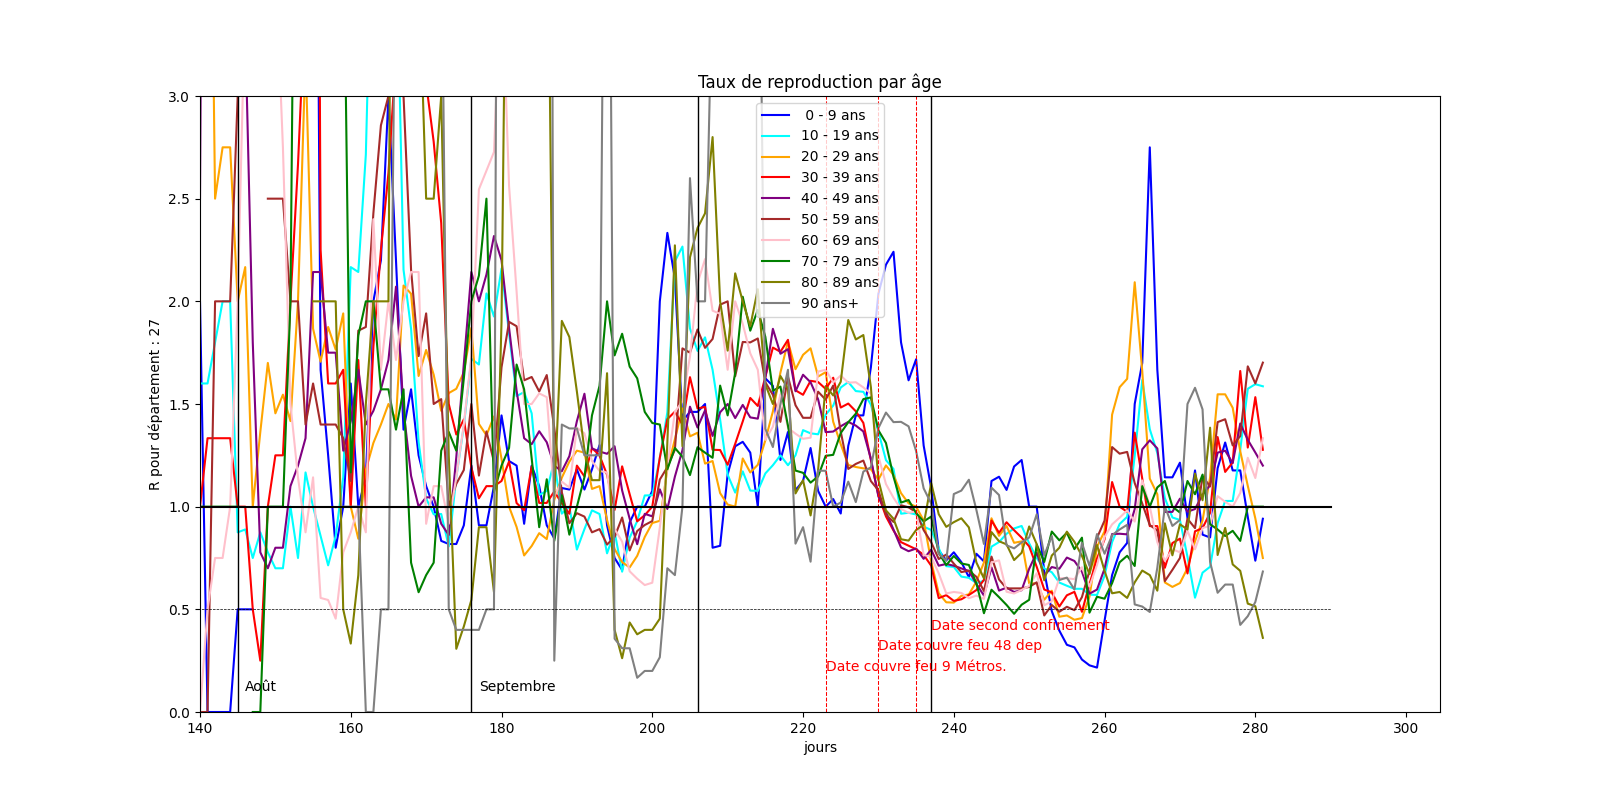 Taux de reproduction par âge
3.0
2.5
2.0
1.5
1.0
0.5
0.0
R pour département : 27
0 - 9 ans
10 - 19 ans
20 - 29 ans
30 - 39 ans
40 - 49 ans
50 - 59 ans
60 - 69 ans
70 - 79 ans
80 - 89 ans
90 ans+
Date second confinement
Date couvre feu 48 dep
Date couvre feu 9 Métros.
Août
Septembre
140
160
180
200
220
240
260
280
300
jours